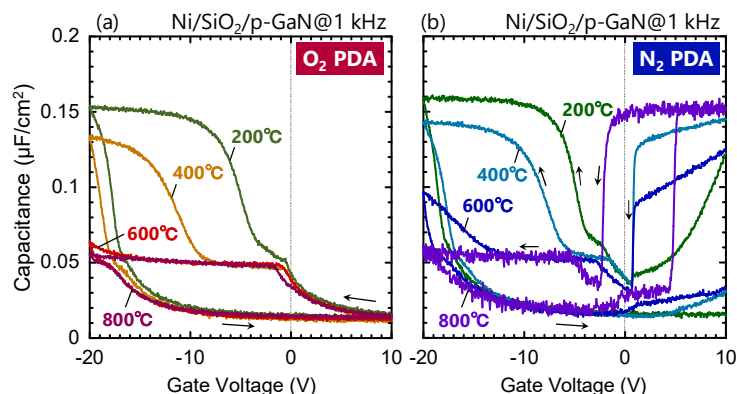 (a) Ni/SiO₂/p-GaN@1 kHz
(b) Ni/SiO₂/p-GaN@1 kHz
O₂ PDA
N₂ PDA
Capacitance (μF/cm²)
0.2
0.15
0.1
0.05
0
200℃
400℃
600℃
800℃
200℃
400℃
600℃
800℃
-20 -10 0 10
-20 -10 0 10
Gate Voltage (V)
Gate Voltage (V)